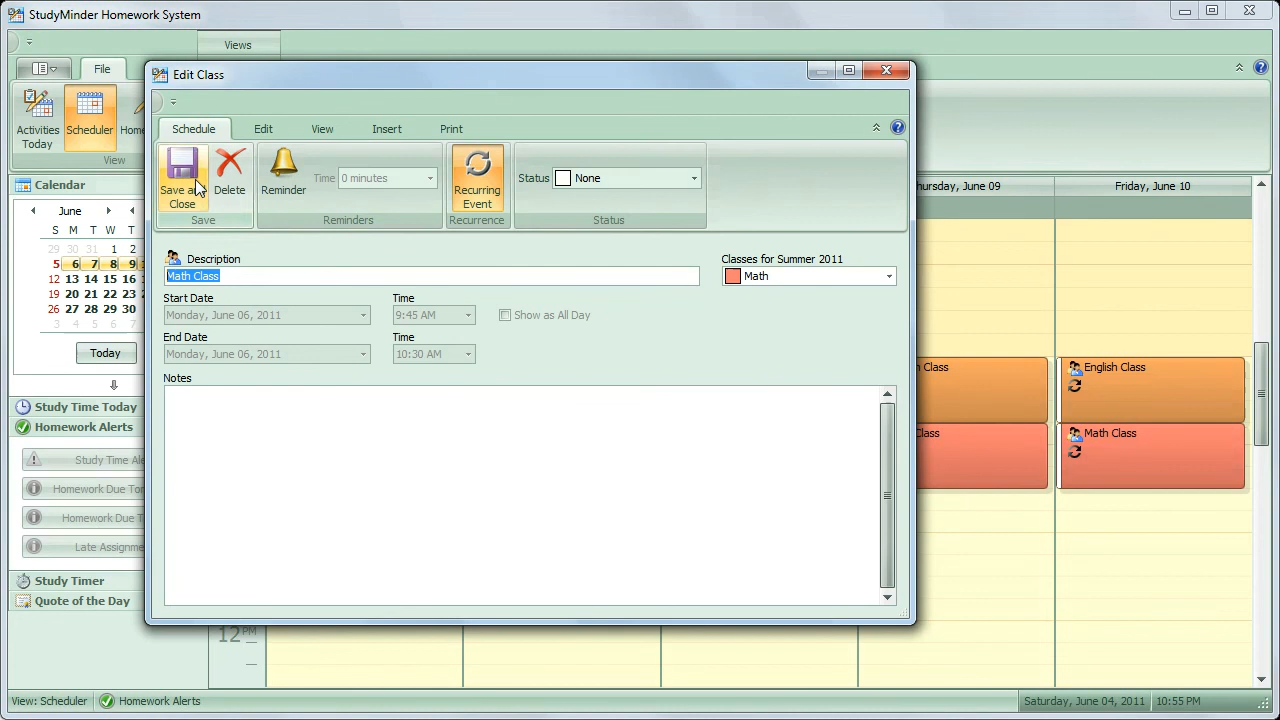 StudyMinder Homework System
Views
File
Activities Today
Scheduler
View
Calendar
June
S M T W T
29 30 31 1 2
5 6 7 8 9
12 13 14 15 16
19 20 21 22 23
26 27 28 29 30
3 4 5 6 7
Today
Study Time Today
Homework Alerts
Study Time
Homework Due
Homework Due
Late
Study Timer
Quote of the Day
Edit Class
Schedule Edit View Insert Print
Save
Close
Delete
Save
Reminder
Time 0 minutes
Reminders
Recurring Event
Recurrence
Status None
Status
Description
Math Class
Classes for Summer 2011
Math
Start Date
Monday, June 06, 2011
Time
9:45 AM
Show as All Day
End Date
Monday, June 06, 2011
Time
10:30 AM
Notes
June 09
Friday, June 10
Class
English Class
Class
Math Class
12 PM
View: Scheduler
Homework Alerts
Saturday, June 04, 2011
10:55 PM